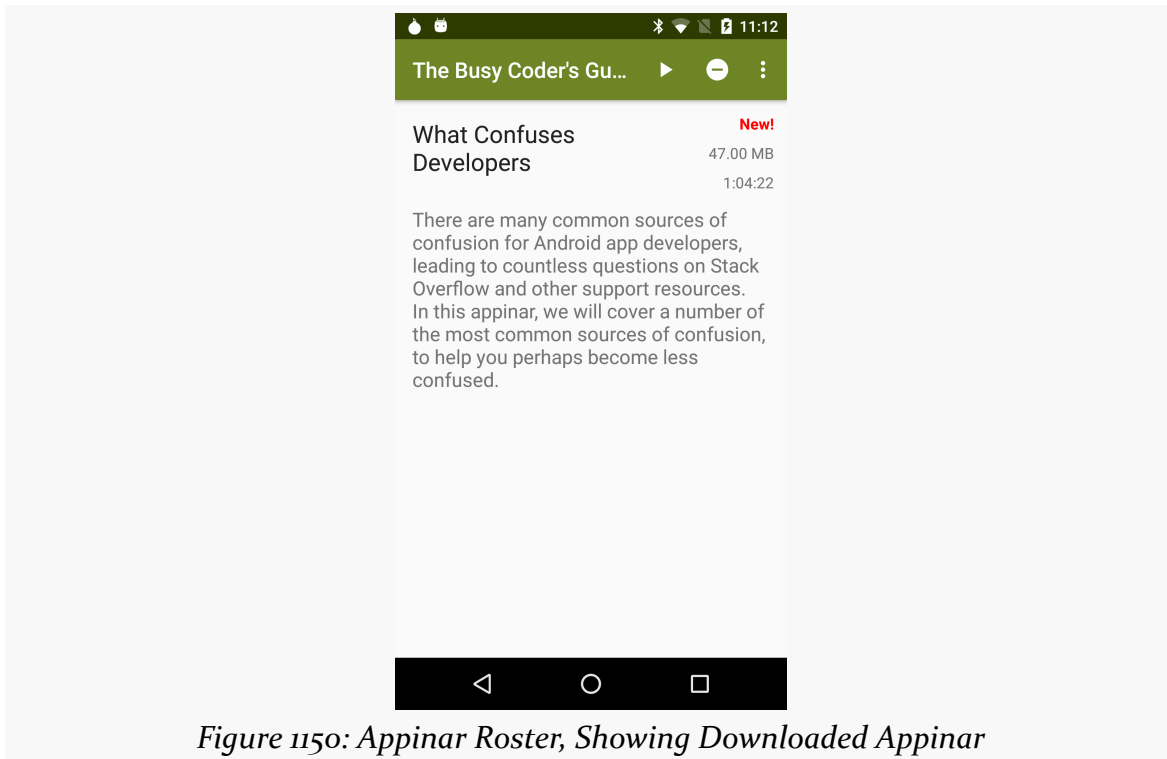 11:12
The Busy Coder's Gu...
What Confuses
Developers
New!
47.00 MB
1:04:22
There are many common sources of
confusion for Android app developers,
leading to countless questions on Stack
Overflow and other support resources.
In this appinar, we will cover a number of
the most common sources of confusion,
to help you perhaps become less
confused.
Figure 1150: Appinar Roster, Showing Downloaded Appinar